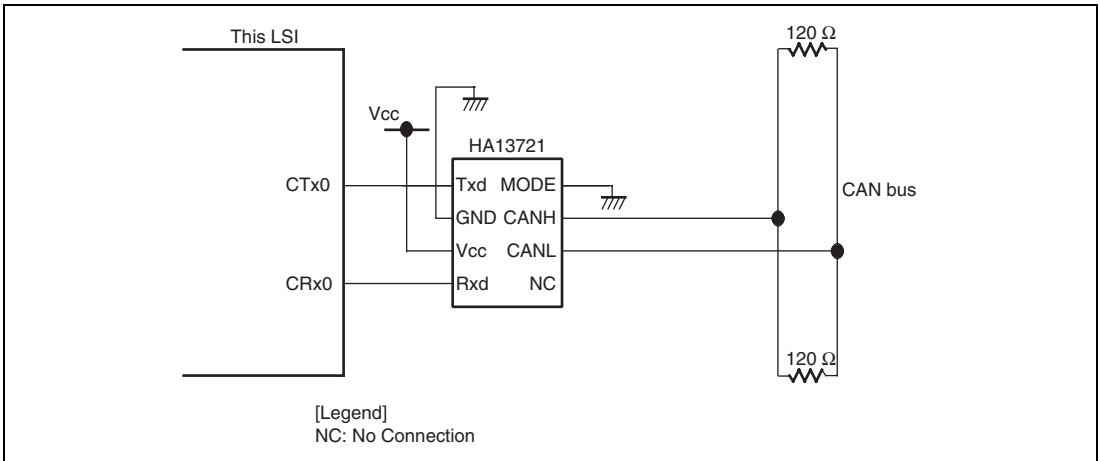 120 Ω
This LSI
Vcc
HA13721
CTx0
Txd MODE
CAN bus
GND CANH
Vcc CANL
CRx0
Rxd NC
120 Ω
[Legend]
NC: No Connection